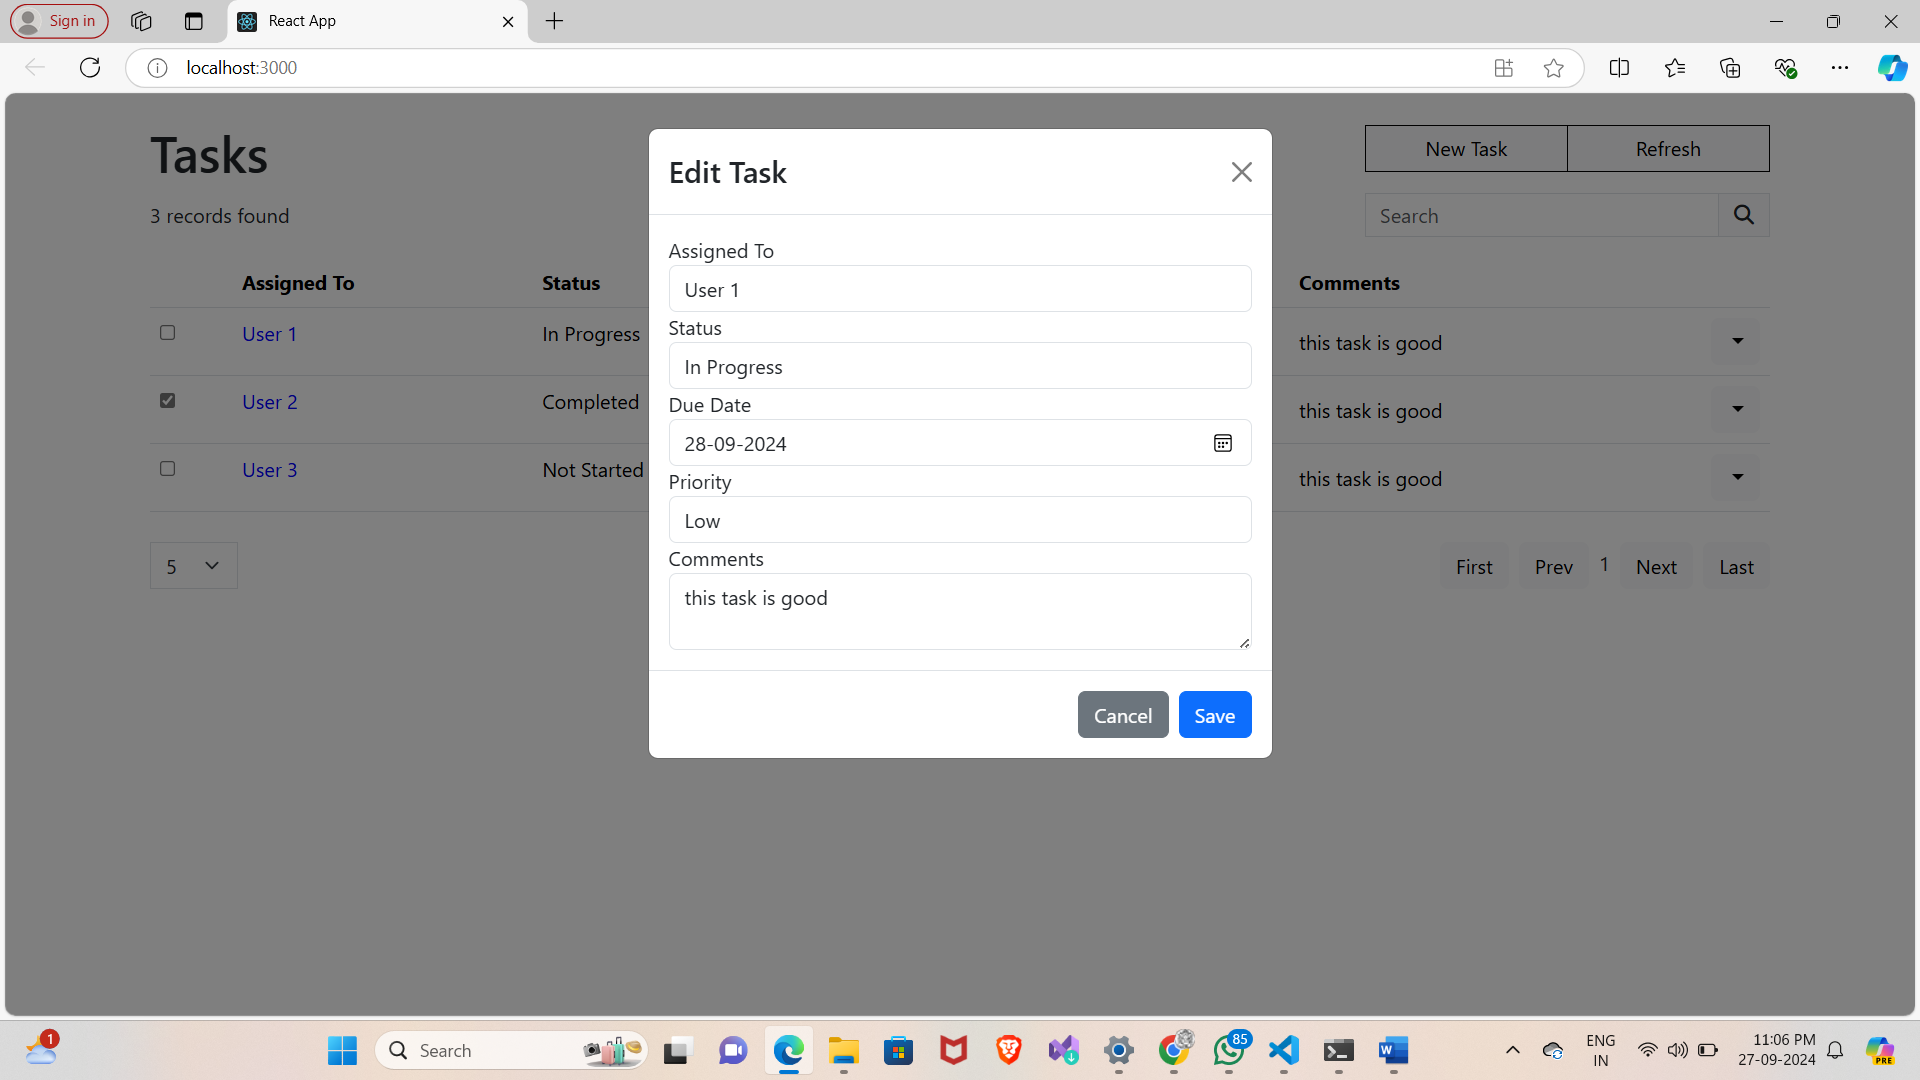 Sign in
React App
localhost:3000
Tasks
New Task
Refresh
3 records found
Search
Assigned To
Status
Comments
User 1
In Progress
this task is good
User 2
Completed
this task is good
User 3
Not Started
this task is good
5
First
Prev
1
Next
Last
Edit Task
Assigned To
User 1
Status
In Progress
Due Date
28-09-2024
Priority
Low
Comments
this task is good
Cancel
Save
1
Search
85
W
ENG
IN
11:06 PM
27-09-2024
PRE